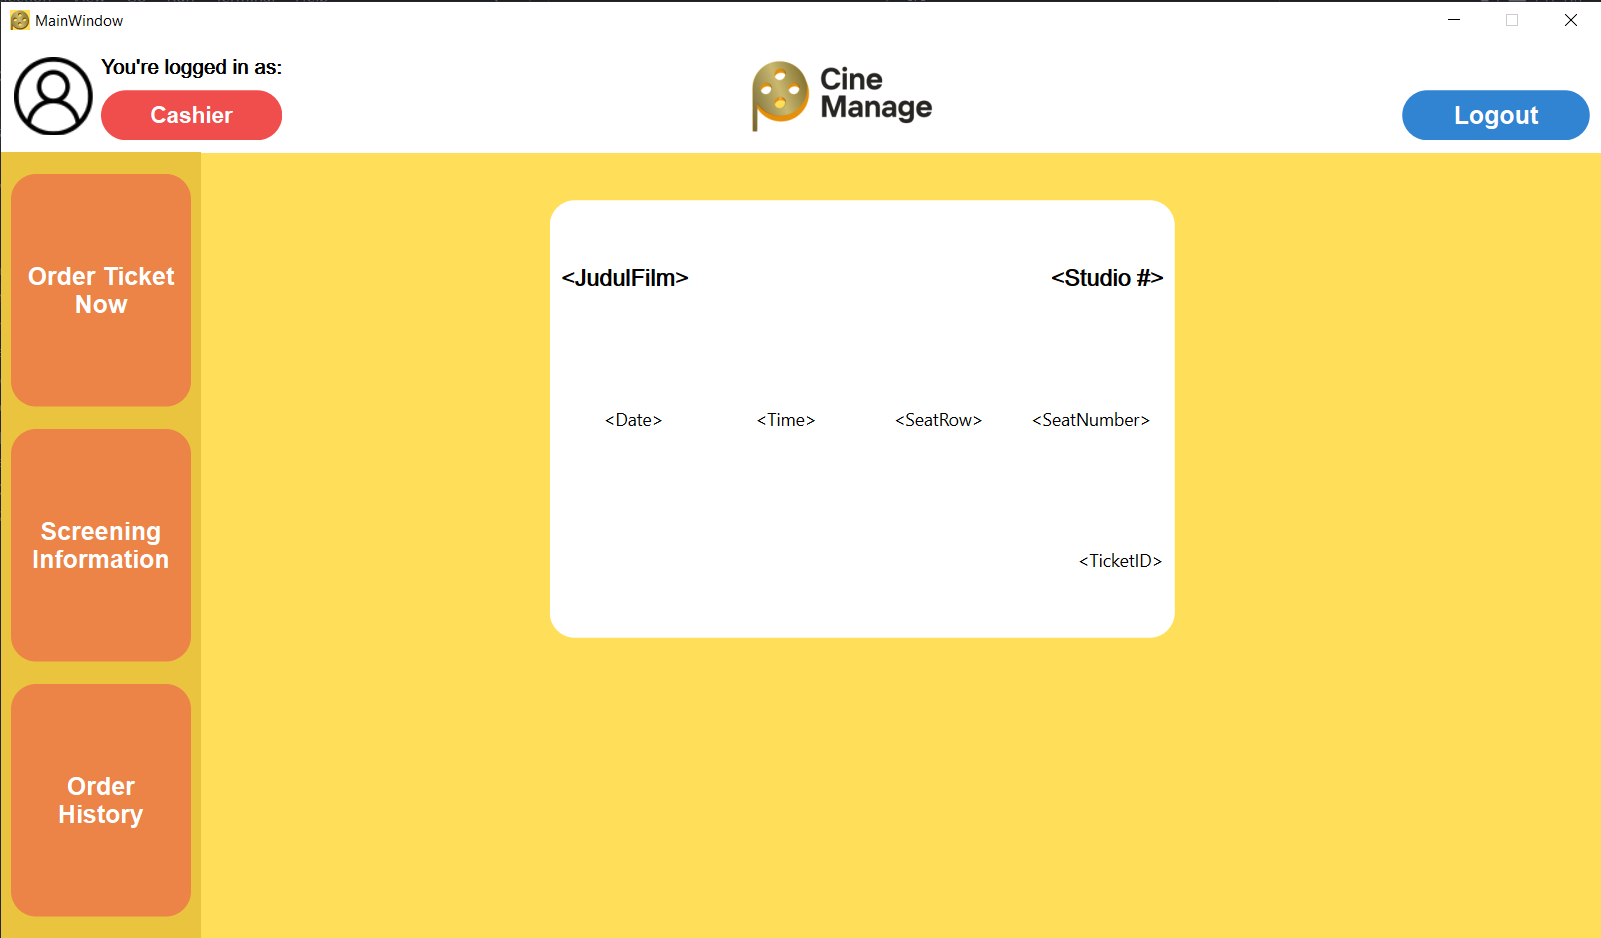 MainWindow
You're logged in as:
Cashier
Cine
Manage
Logout
Order Ticket
Now
Screening
Information
Order
History
<JudulFilm>
<Studio #>
<Date>
<Time>
<SeatRow>
<SeatNumber>
<TicketID>